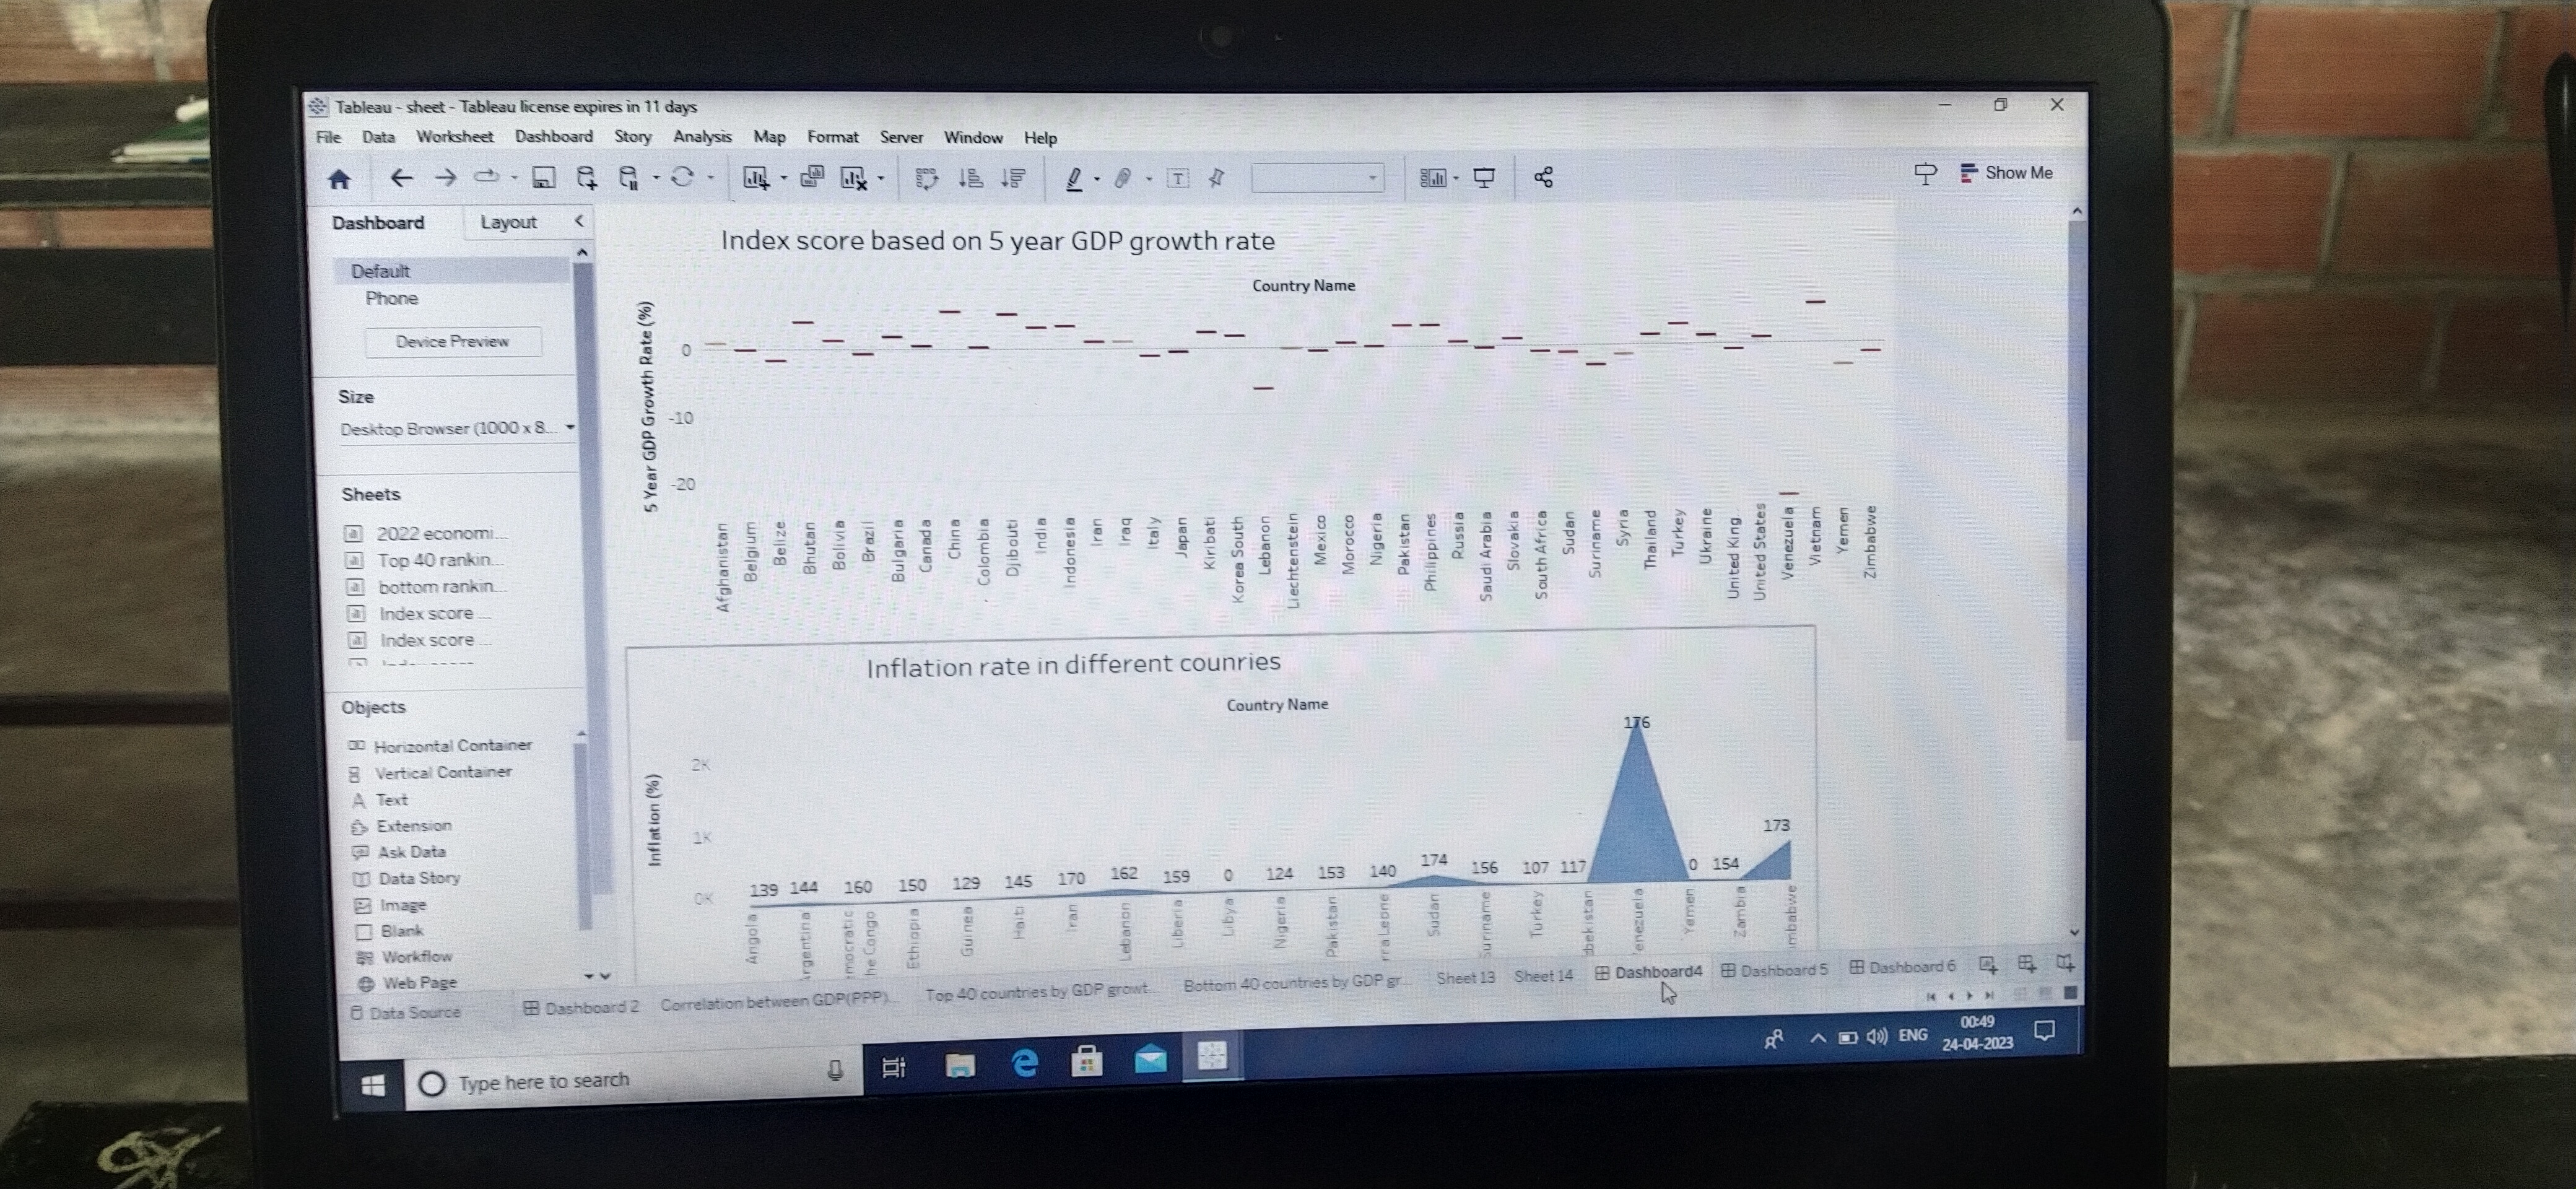 Tableau - sheet - Tableau license expires in 11 days
File Data Worksheet Dashboard Story Analysis Map Format Server Window Help
Show Me
Dashboard Layout
Default
Phone
Device Preview
Size
Desktop Browser (1000 x 8...
Sheets
2022 economi...
Top 40 rankin...
bottom rankin...
Index score ...
Index score ...
Objects
Horizontal Container
Vertical Container
A Text
Extension
Ask Data
Data Story
Image
Blank
Workflow
Web Page
Index score based on 5 year GDP growth rate
Country Name
5 Year GDP Growth Rate (%)
0
-10
-20
Afghanistan
Belgium
Belize
Bhutan
Bolivia
Brazil
Bulgaria
Canada
China
Colombia
Djibouti
India
Indonesia
Iran
Iraq
Italy
Japan
Kiribati
Korea South
Lebanon
Liechtenstein
Mexico
Morocco
Nigeria
Pakistan
Philippines
Russia
Saudi Arabia
Slovakia
South Africa
Sudan
Suriname
Syria
Thailand
Turkey
Ukraine
United King..
United States
Venezuela
Vietnam
Yemen
Zimbabwe
Inflation rate in different counries
Country Name
Inflation (%)
2K
1K
0K
139 144 160 150 129 145 170 162 159 0 124 153 140 174 156 107 117 176 0 154 173
Angola
rgentina
mocratic
he Congo
Ethiopia
Guinea
Haiti
Iran
Lebanon
Liberia
Libya
Nigeria
Pakistan
rra Leone
Sudan
Suriname
Turkey
bekistan
enezuela
Yemen
Zambia
imbabwe
Data Source Dashboard 2 Correlation between GDP(PPP)... Top 40 countries by GDP growt... Bottom 40 countries by GDP gr... Sheet 13 Sheet 14 Dashboard4 Dashboard 5 Dashboard 6
Type here to search
ENG
00:49
24-04-2023